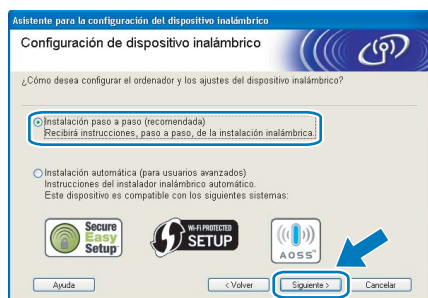 Asistente para la configuración del dispositivo inalámbrico
Configuración de dispositivo inalámbrico
¿Cómo desea configurar el ordenador y los ajustes del dispositivo inalámbrico?
Instalación paso a paso (recomendada)
Recibirá instrucciones, paso a paso, de la instalación inalámbrica.
Instalación automática (para usuarios avanzados)
Instrucciones del instalador inalámbrico automático.
Este dispositivo es compatible con los siguientes sistemas:
Secure
Easy
Setup
WI-FI PROTECTED
SETUP
AOSS
Ayuda
< Volver
Siguiente >
Cancelar